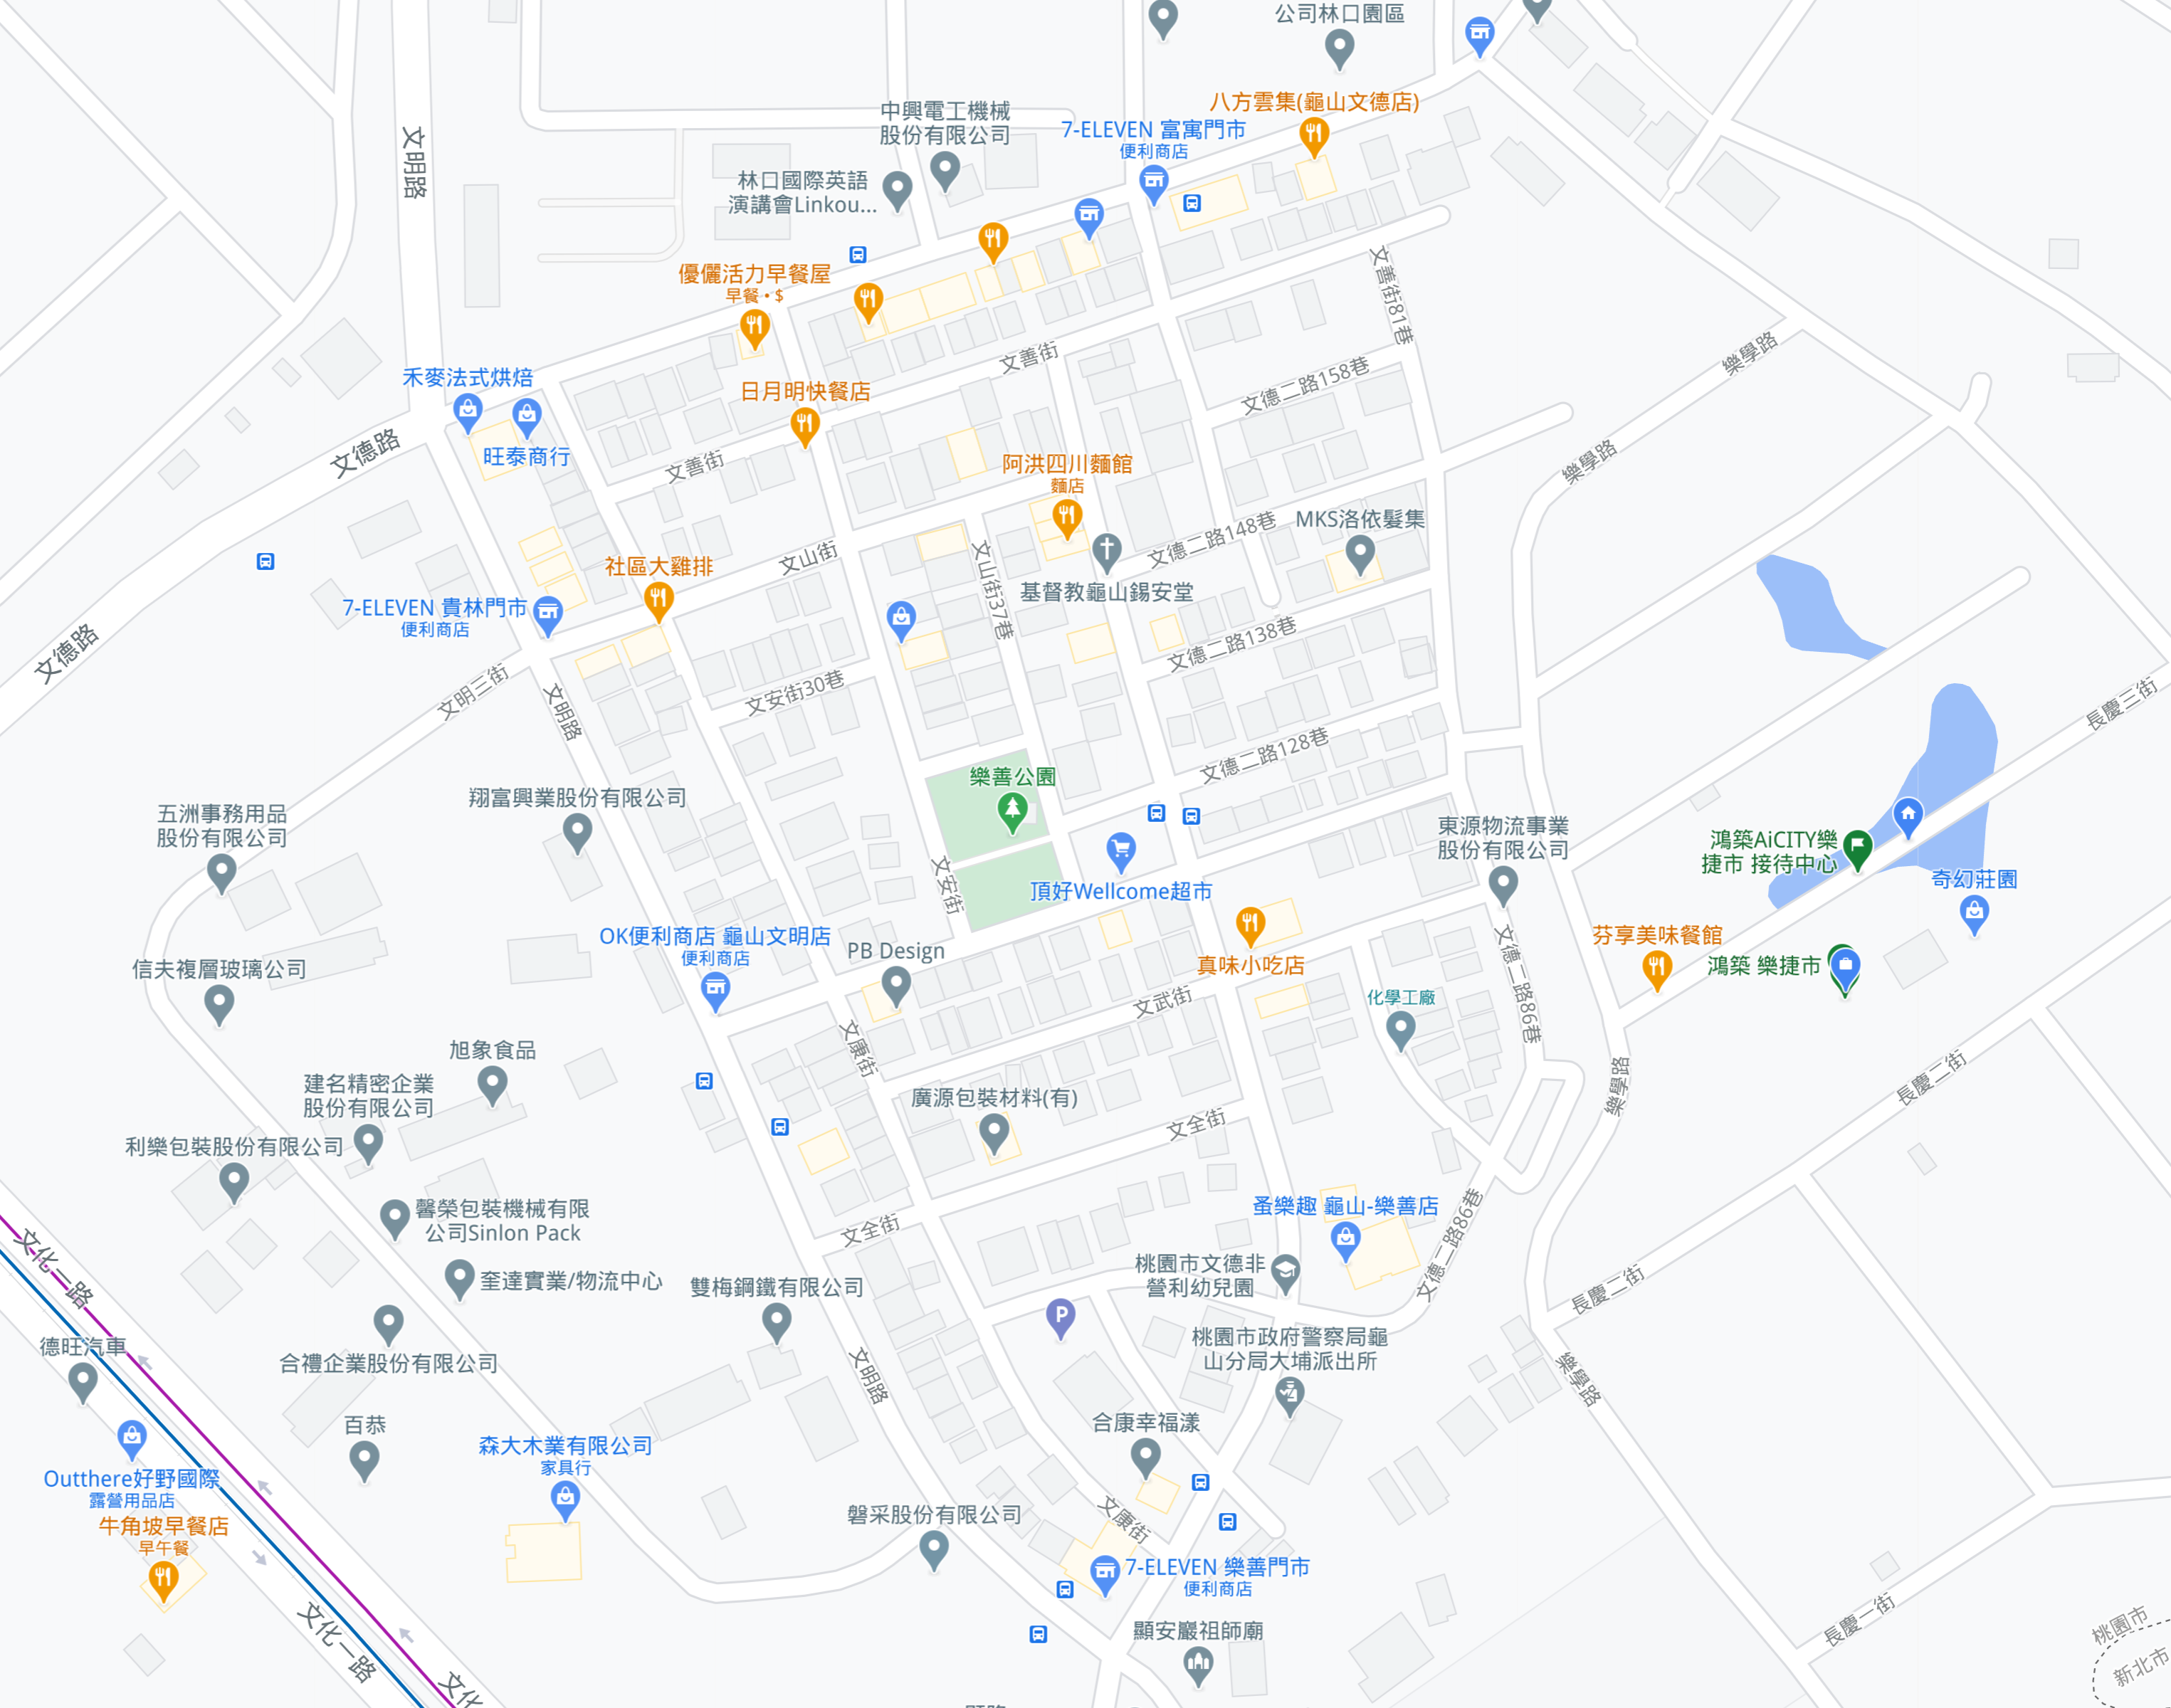 公司林口園區
八方雲集(龜山文德店)
中興電工機械
股份有限公司
7-ELEVEN 富寓門市
便利商店
文明路
林口國際英語
演講會Linkou...
優儷活力早餐屋
早餐 • $
文善街81巷
樂學路
文善街
禾麥法式烘焙
日月明快餐店
文德二路158巷
旺泰商行
文德路
文善街
樂學路
阿洪四川麵館
麵店
MKS洛依髮集
文德二路148巷
文山街
社區大雞排
文山街37巷
基督教龜山錫安堂
7-ELEVEN 貴林門市
便利商店
文德路
文德二路138巷
文明三街
文安街30巷
文明路
長慶三街
文德二路128巷
樂善公園
翔富興業股份有限公司
五洲事務用品
股份有限公司
東源物流事業
股份有限公司
鴻築AiCITY樂
捷市 接待中心
文安街
頂好Wellcome超市
奇幻莊園
OK便利商店 龜山文明店
便利商店
PB Design
芬享美味餐館
真味小吃店
鴻築 樂捷市
信夫複層玻璃公司
文德二路86巷
文武街
化學工廠
文康街
旭象食品
建名精密企業
股份有限公司
廣源包裝材料(有)
樂學路
長慶二街
文全街
利樂包裝股份有限公司
馨榮包裝機械有限
公司Sinlon Pack
文全街
蚤樂趣 龜山-樂善店
文德二路86巷
文化一路
奎達實業/物流中心
雙梅鋼鐵有限公司
桃園市文德非
營利幼兒園
長慶二街
P
德旺汽車
合禮企業股份有限公司
桃園市政府警察局龜
山分局大埔派出所
文明路
樂學路
百恭
合康幸福漾
森大木業有限公司
家具行
Outthere好野國際
露營用品店
牛角坡早餐店
早午餐
磐采股份有限公司
文康街
7-ELEVEN 樂善門市
便利商店
文化一路
顯安巖祖師廟
長慶一街
桃園市
新北市
文化